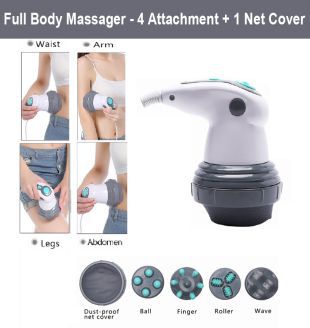 Full Body Massager - 4 Attachment + 1 Net Cover
Waist
Arm
Legs
Abdomen
Dust-proof
net cover
Ball
Finger
Roller
Wave